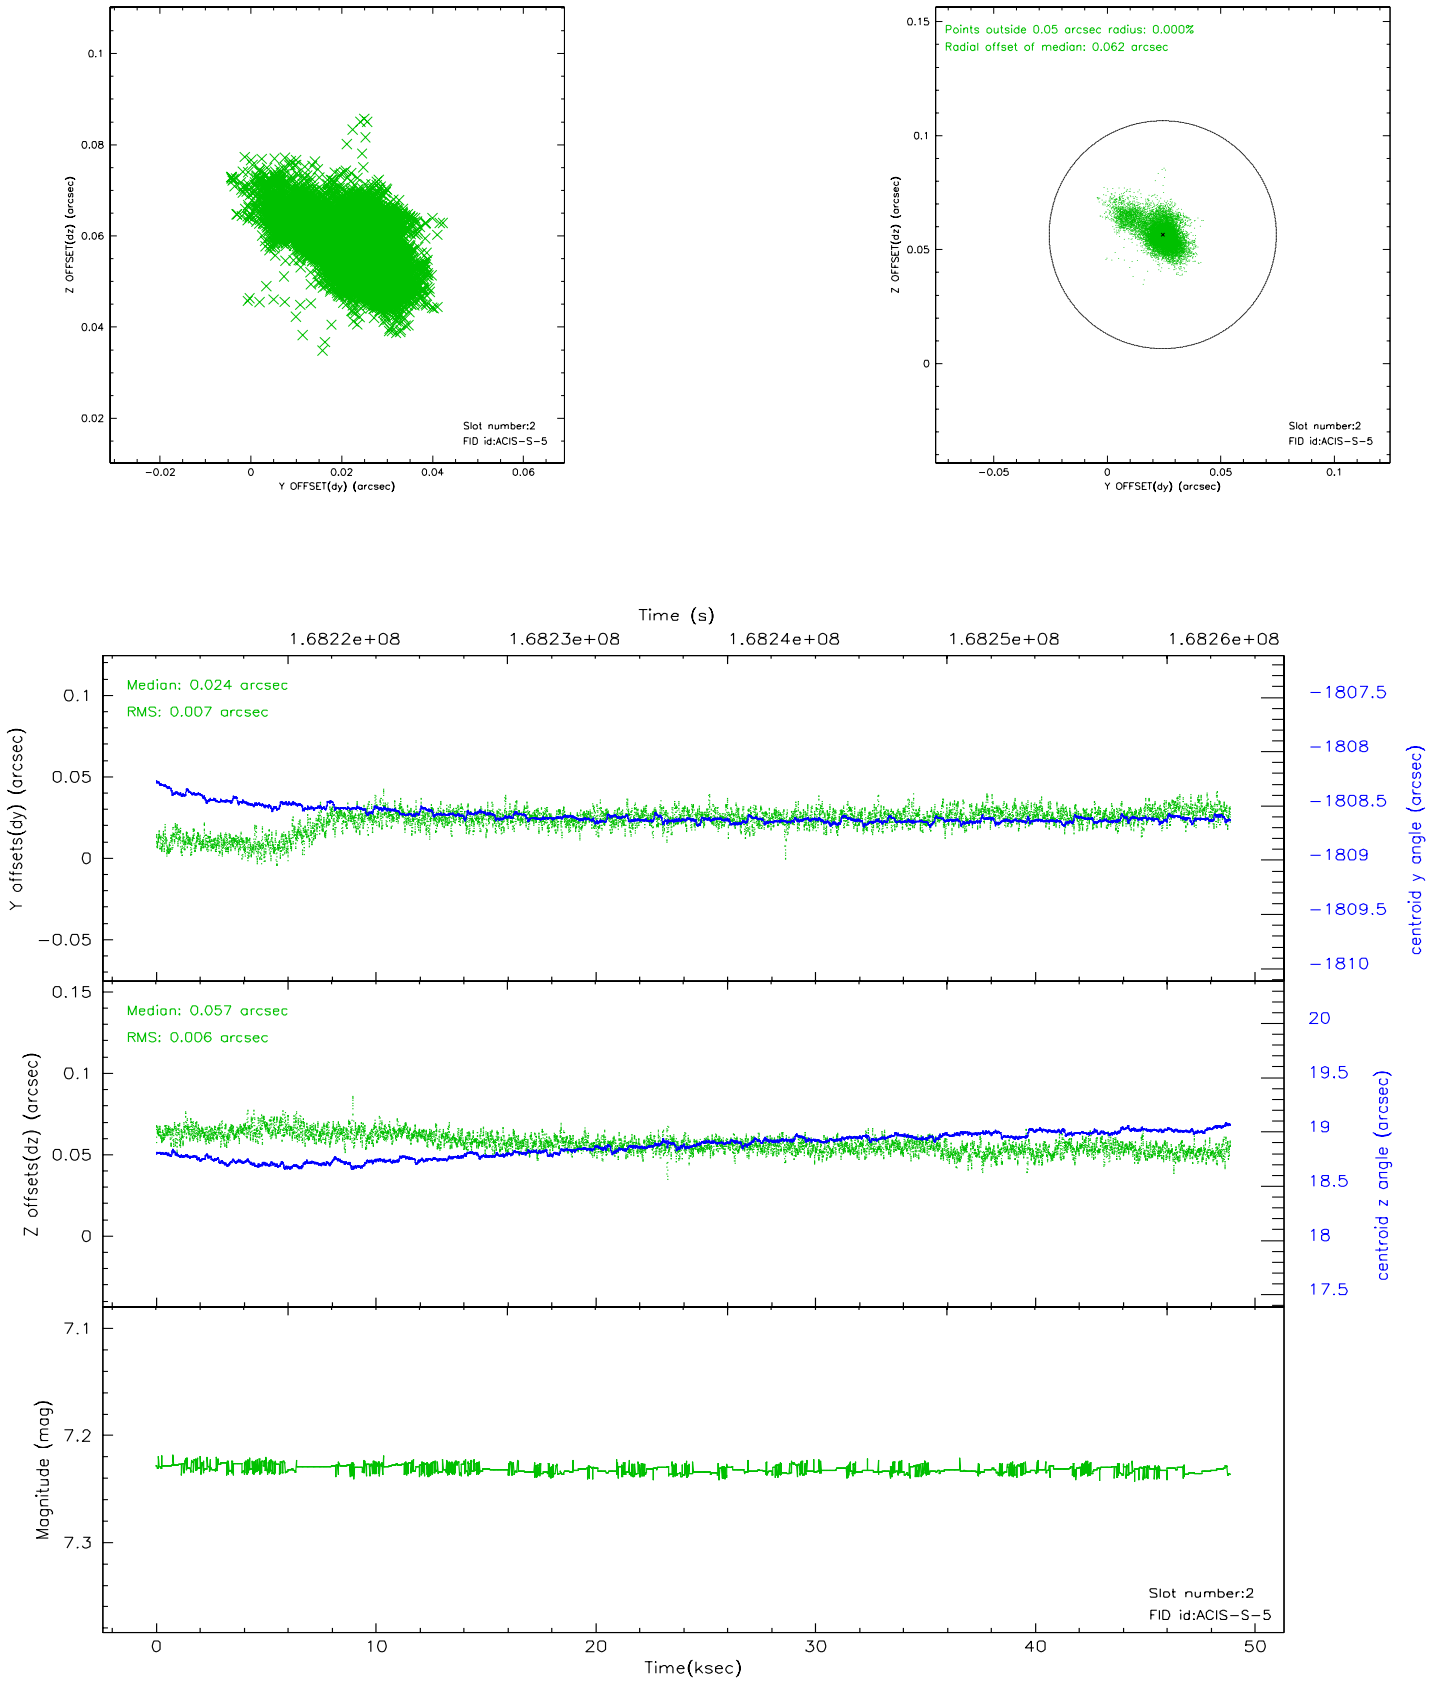 0.1
0.08
0.06
0.04
0.02
Z OFFSET(dz) (arcsec)
Slot number:2
FID id:ACIS-S-5
-0.02 0 0.02 0.04 0.06
Y OFFSET(dy) (arcsec)
Points outside 0.05 arcsec radius: 0.000%
Radial offset of median: 0.062 arcsec
0.15
0.1
0.05
0
Z OFFSET(dz) (arcsec)
Slot number:2
FID id:ACIS-S-5
-0.05 0 0.05 0.1
Y OFFSET(dy) (arcsec)
Time (s)
1.6822e+08 1.6823e+08 1.6824e+08 1.6825e+08 1.6826e+08
Median: 0.024 arcsec
RMS: 0.007 arcsec
0.1
0.05
0
-0.05
Y offsets(dy) (arcsec)
-1807.5
-1808
-1808.5
-1809
-1809.5
-1810
centroid y angle (arcsec)
Median: 0.057 arcsec
RMS: 0.006 arcsec
0.15
0.1
0.05
0
Z offsets(dz) (arcsec)
20
19.5
19
18.5
18
17.5
centroid z angle (arcsec)
7.1
7.2
7.3
Magnitude (mag)
Slot number:2
FID id:ACIS-S-5
0 10 20 30 40 50
Time(ksec)